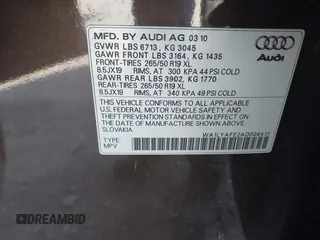 MFD. BY AUDI AG 03 10
GVWR LBS 6713, KG 3045
GAWR FRONT LBS 3164, KG 1435
FRONT-TIRES 265/50 R19 XL
8.5JX19 RIMS, AT 300 KPA 44 PSI COLD
GAWR REAR LBS 3902, KG 1770
REAR-TIRES 265/50 R19 XL
8.5JX19 RIMS, AT 340 KPA 49 PSI COLD
Audi
THIS VEHICLE CONFORMS TO ALL APPLICABLE
FEDERAL MOTOR VEHICLE SAFETY AND
THEFT PREVENTION STANDARDS IN EFFECT ON
THE DATE OF MANUFACTURE SHOWN ABOVE.
SLOVAKIA
TYPE:
MPV
DREAMBID